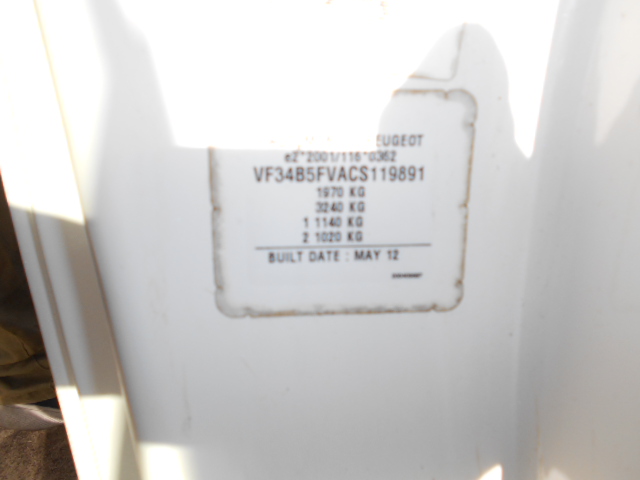 PEUGEOT
e2*2001/116*0362
VF34B5FVACS119891
1970 KG
3240 KG
1 1140 KG
2 1020 KG
BUILT DATE : MAY 12